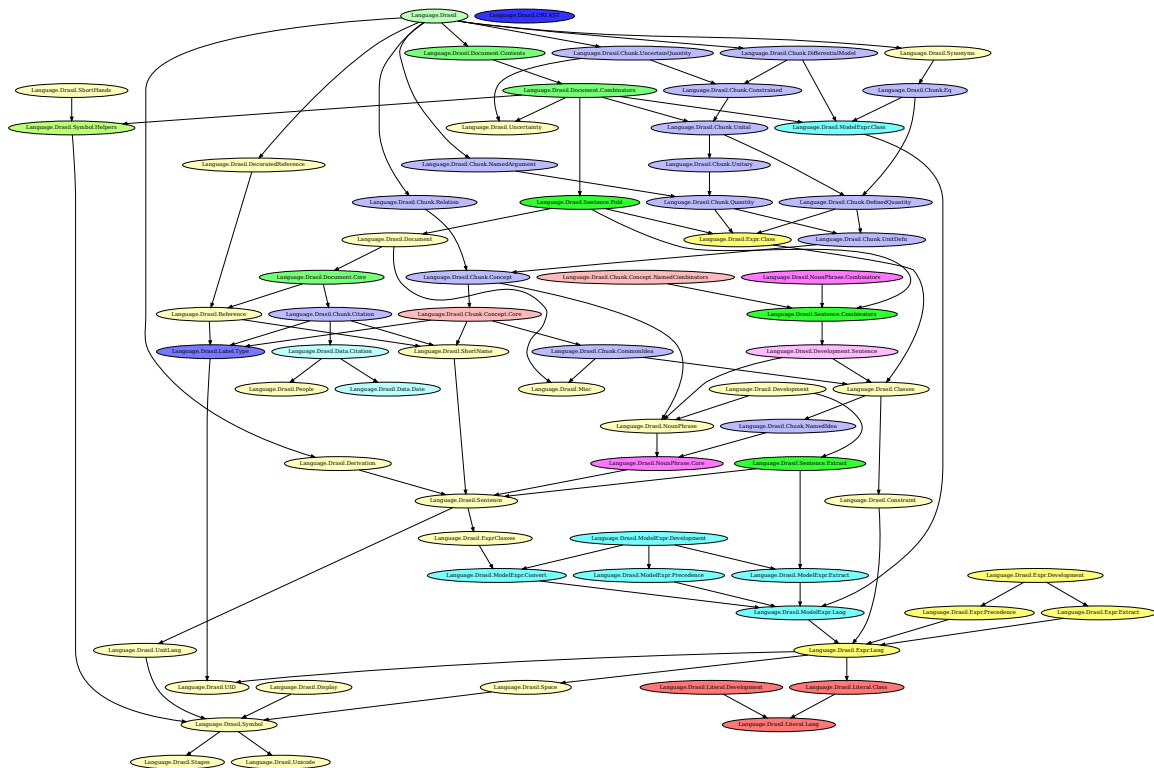 Language.Drasil
Language.Drasil.URI.AST
Language.Drasil.Document.Contents
Language.Drasil.Chunk.UncertainQuantity
Language.Drasil.Chunk.DifferentialModel
Language.Drasil.Synonyms
Language.Drasil.ShortHands
Language.Drasil.Document.Combinators
Language.Drasil.Chunk.Constrained
Language.Drasil.Chunk.Eq
Language.Drasil.Symbol.Helpers
Language.Drasil.Uncertainty
Language.Drasil.Chunk.Unital
Language.Drasil.ModelExpr.Class
Language.Drasil.DecoratedReference
Language.Drasil.Chunk.NamedArgument
Language.Drasil.Chunk.Unitary
Language.Drasil.Chunk.Relation
Language.Drasil.Sentence.Fold
Language.Drasil.Chunk.Quantity
Language.Drasil.Chunk.DefinedQuantity
Language.Drasil.Document
Language.Drasil.Expr.Class
Language.Drasil.Chunk.UnitDefn
Language.Drasil.Document.Core
Language.Drasil.Chunk.Concept
Language.Drasil.Chunk.Concept.NamedCombinators
Language.Drasil.NounPhrase.Combinators
Language.Drasil.Reference
Language.Drasil.Chunk.Citation
Language.Drasil.Chunk.Concept.Core
Language.Drasil.Sentence.Combinators
Language.Drasil.Label.Type
Language.Drasil.Data.Citation
Language.Drasil.ShortName
Language.Drasil.Chunk.CommonIdea
Language.Drasil.Development.Sentence
Language.Drasil.People
Language.Drasil.Data.Date
Language.Drasil.Misc
Language.Drasil.Development
Language.Drasil.Classes
Language.Drasil.NounPhrase
Language.Drasil.Chunk.NamedIdea
Language.Drasil.Derivation
Language.Drasil.NounPhrase.Core
Language.Drasil.Sentence.Extract
Language.Drasil.Sentence
Language.Drasil.Constraint
Language.Drasil.ExprClasses
Language.Drasil.ModelExpr.Development
Language.Drasil.ModelExpr.Convert
Language.Drasil.ModelExpr.Precedence
Language.Drasil.ModelExpr.Extract
Language.Drasil.Expr.Development
Language.Drasil.ModelExpr.Lang
Language.Drasil.Expr.Precedence
Language.Drasil.Expr.Extract
Language.Drasil.UnitLang
Language.Drasil.Expr.Lang
Language.Drasil.UID
Language.Drasil.Display
Language.Drasil.Space
Language.Drasil.Literal.Development
Language.Drasil.Literal.Class
Language.Drasil.Symbol
Language.Drasil.Literal.Lang
Language.Drasil.Stages
Language.Drasil.Unicode